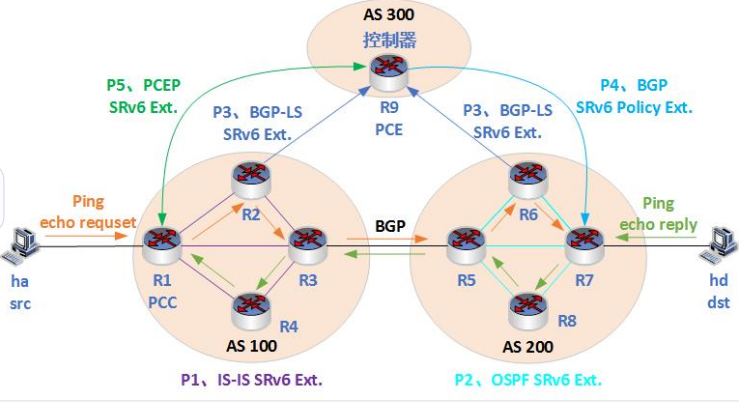 AS 300
控制器
R9
PCE
P5、PCEP
SRv6 Ext.
P3、BGP-LS
SRv6 Ext.
P3、BGP-LS
SRv6 Ext.
P4、BGP
SRv6 Policy Ext.
Ping
echo requset
R2
R6
Ping
echo reply
BGP
ha
src
R1
PCC
R3
R5
R7
hd
dst
R4
R8
AS 100
AS 200
P1、IS-IS SRv6 Ext.
P2、OSPF SRv6 Ext.